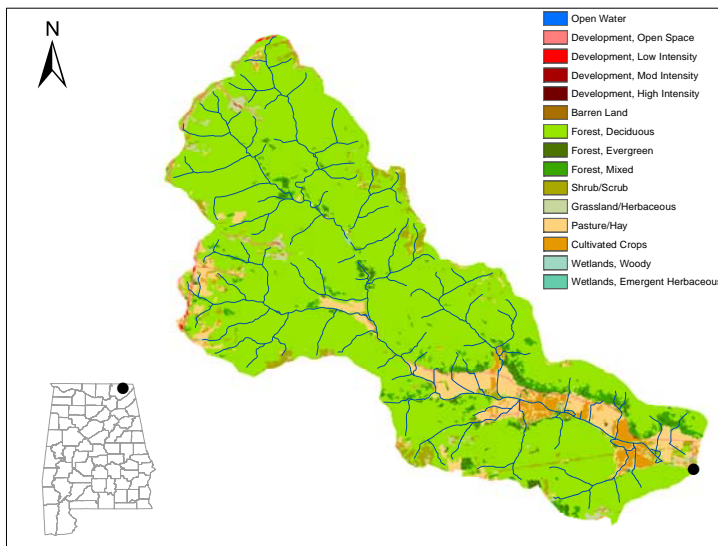 N
Open Water
Development, Open Space
Development, Low Intensity
Development, Mod Intensity
Development, High Intensity
Barren Land
Forest, Deciduous
Forest, Evergreen
Forest, Mixed
Shrub/Scrub
Grassland/Herbaceous
Pasture/Hay
Cultivated Crops
Wetlands, Woody
Wetlands, Emergent Herbaceous